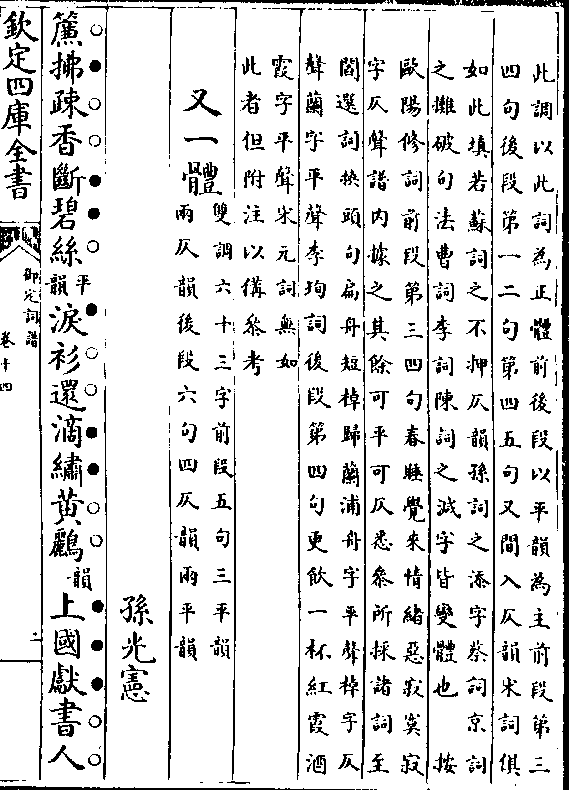 此調以此詞為正體前後段以平韻為主前段第三
四句後段第一二句第四五句又間入仄韻宋詞俱
如此填若蘇詞之不押仄韻孫詞之添字蔡詞京詞
之攤破句法曹詞李詞陳詞之減字皆變體也 按
歐陽修詞前段第三四句春睡覺來情緒惡寂寞寂
字仄聲譜內據之其餘可平可仄悉叅所採諸詞至
閻選詞換頭句扁舟短棹歸蘭浦舟字平聲棹字仄
聲蘭字平聲李珣詞後段第四句更飲一杯紅霞酒
霞字平聲宋元詞無如
此者但附注以備叅考
又一體
雙調六十三字前段五句三平韻
兩仄韻後段六句四仄韻兩平韻
孫光憲
簾拂疎香斷碧絲平韻淚衫還滴繡黃鸝韻上國獻書人
欽定四庫全書
御定詞譜
卷十四
二